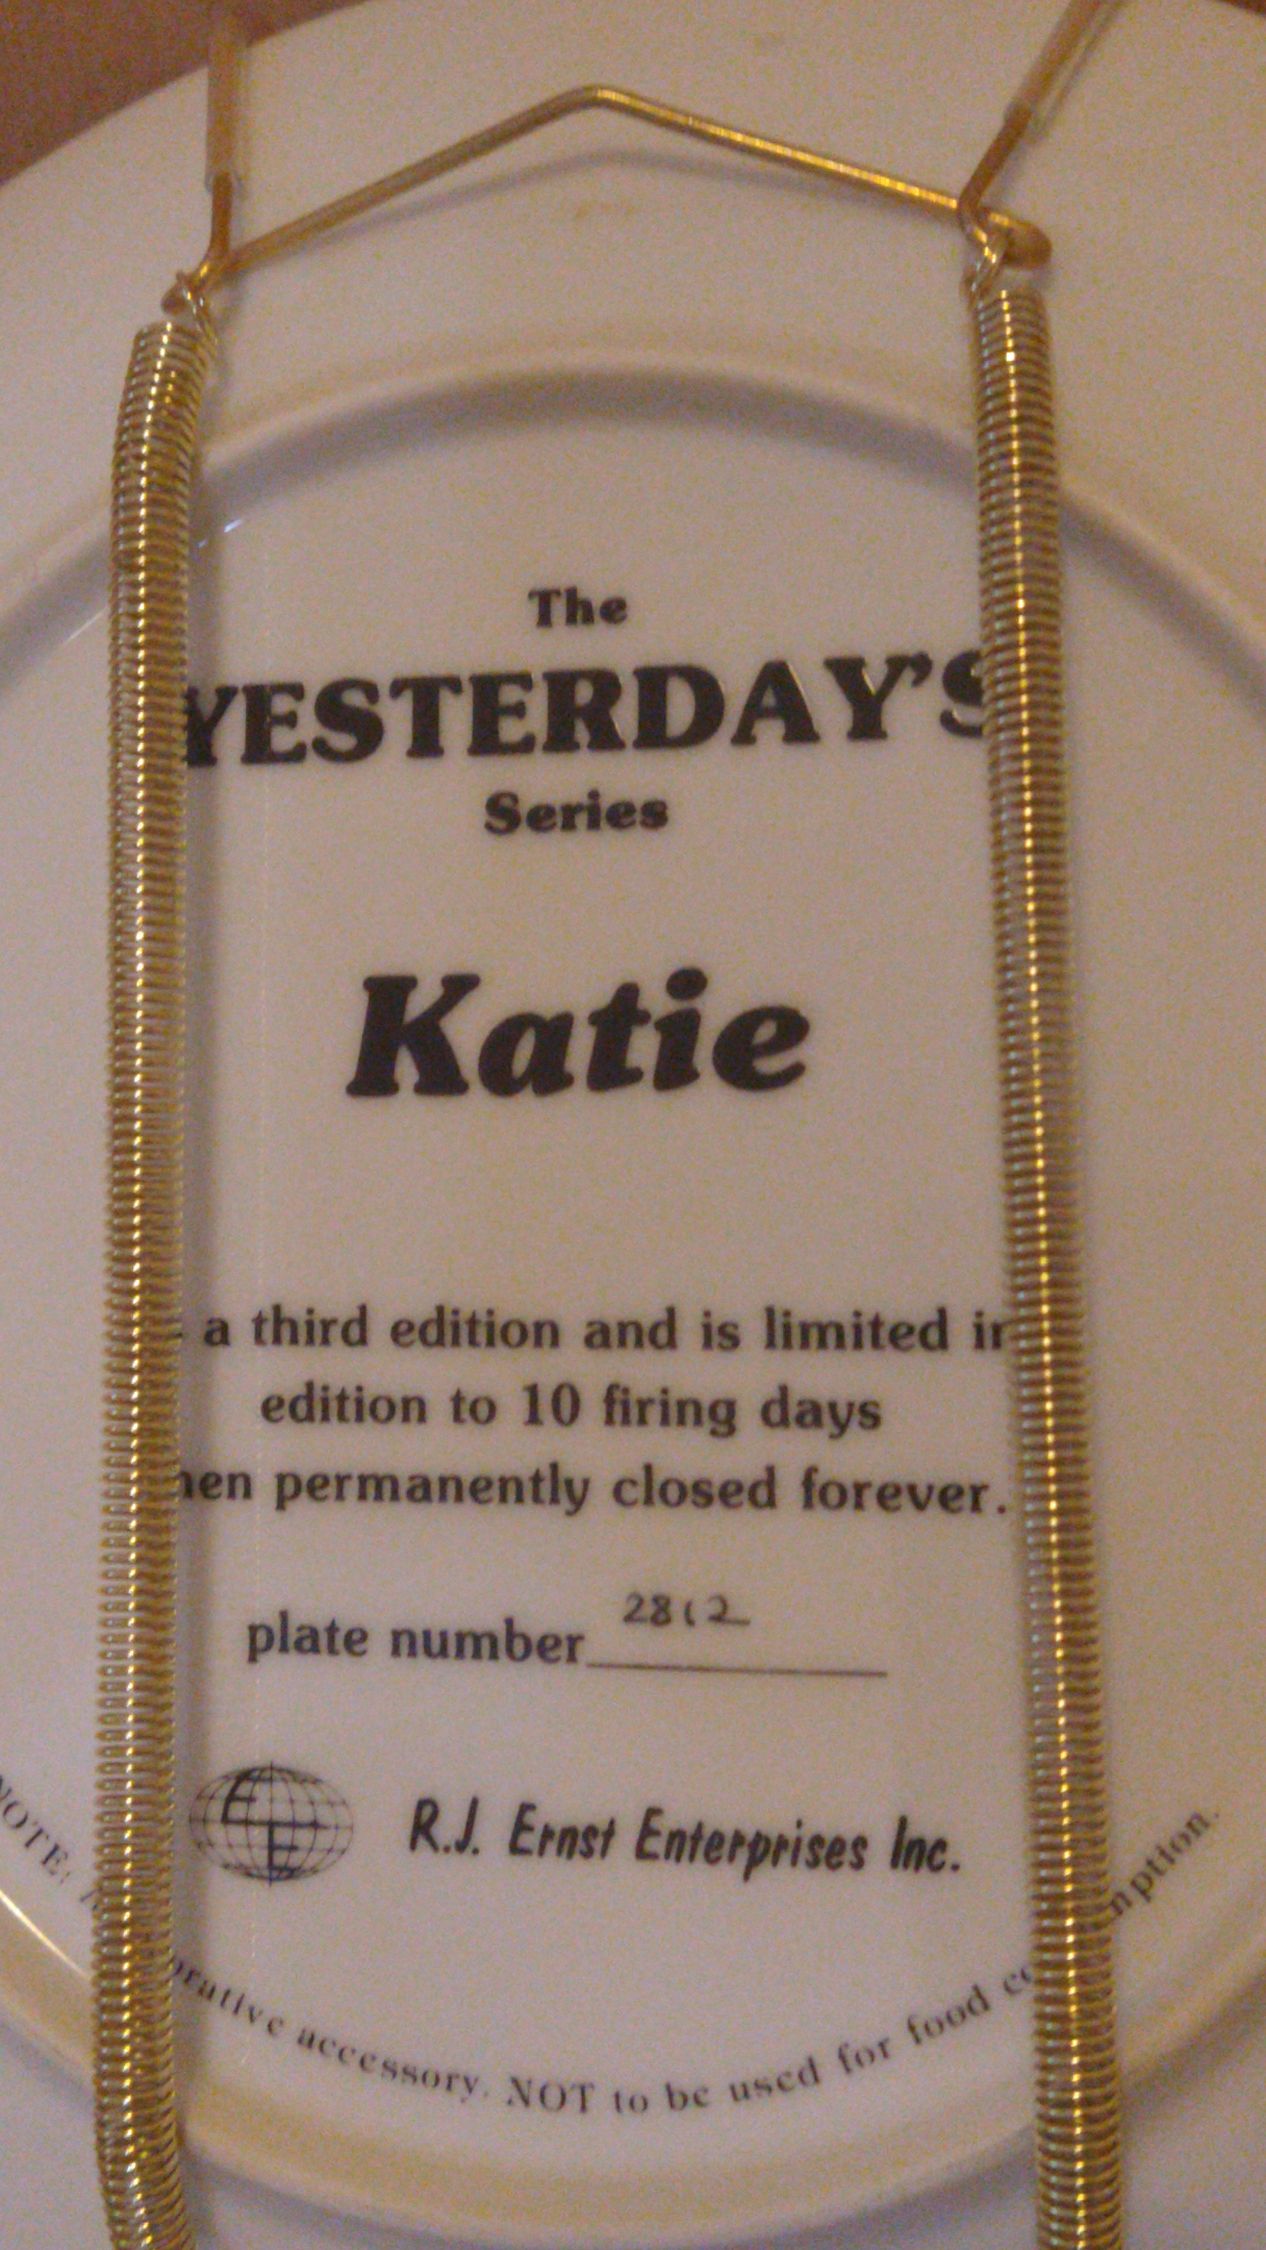 The
YESTERDAY'S
Series
Katie
a third edition and is limited
edition to 10 firing days
permanently closed forever.
plate number 2812
R.J. Ernst Enterprises Inc.
NOTE: accessory. NOT to be used for food